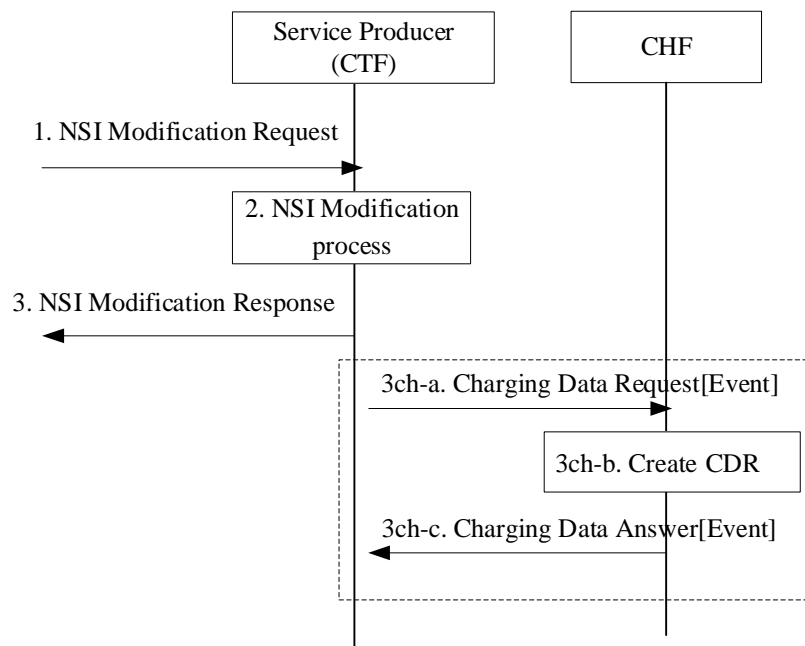 Service Producer
(CTF)
CHF
1. NSI Modification Request
2. NSI Modification
process
3. NSI Modification Response
3ch-a. Charging Data Request[Event]
3ch-b. Create CDR
3ch-c. Charging Data Answer[Event]